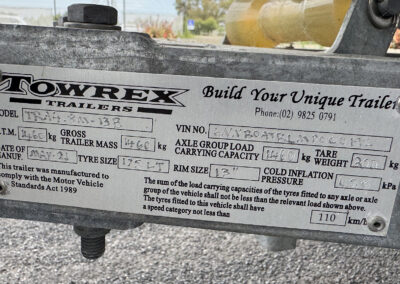 TOWREX
TRAILERS
Build Your Unique Trailer
Phone:(02) 9825 0791
MODEL
VIN NO.
T.M. 1460 kg GROSS TRAILER MASS 1460 kg
AXLE GROUP LOAD CARRYING CAPACITY 1460 kg TARE WEIGHT kg
DATE OF MANUF. MAY-21 TYRE SIZE 175 LT RIM SIZE 13" COLD INFLATION PRESSURE kPa
This trailer was manufactured to
comply with the Motor Vehicle
Standards Act 1989
The sum of the load carrying capacities of the tyres fitted to any axle or axle
group of the vehicle shall not be less than the relevant load shown above.
The tyres fitted to this vehicle shall have
a speed category not less than 110 km/h